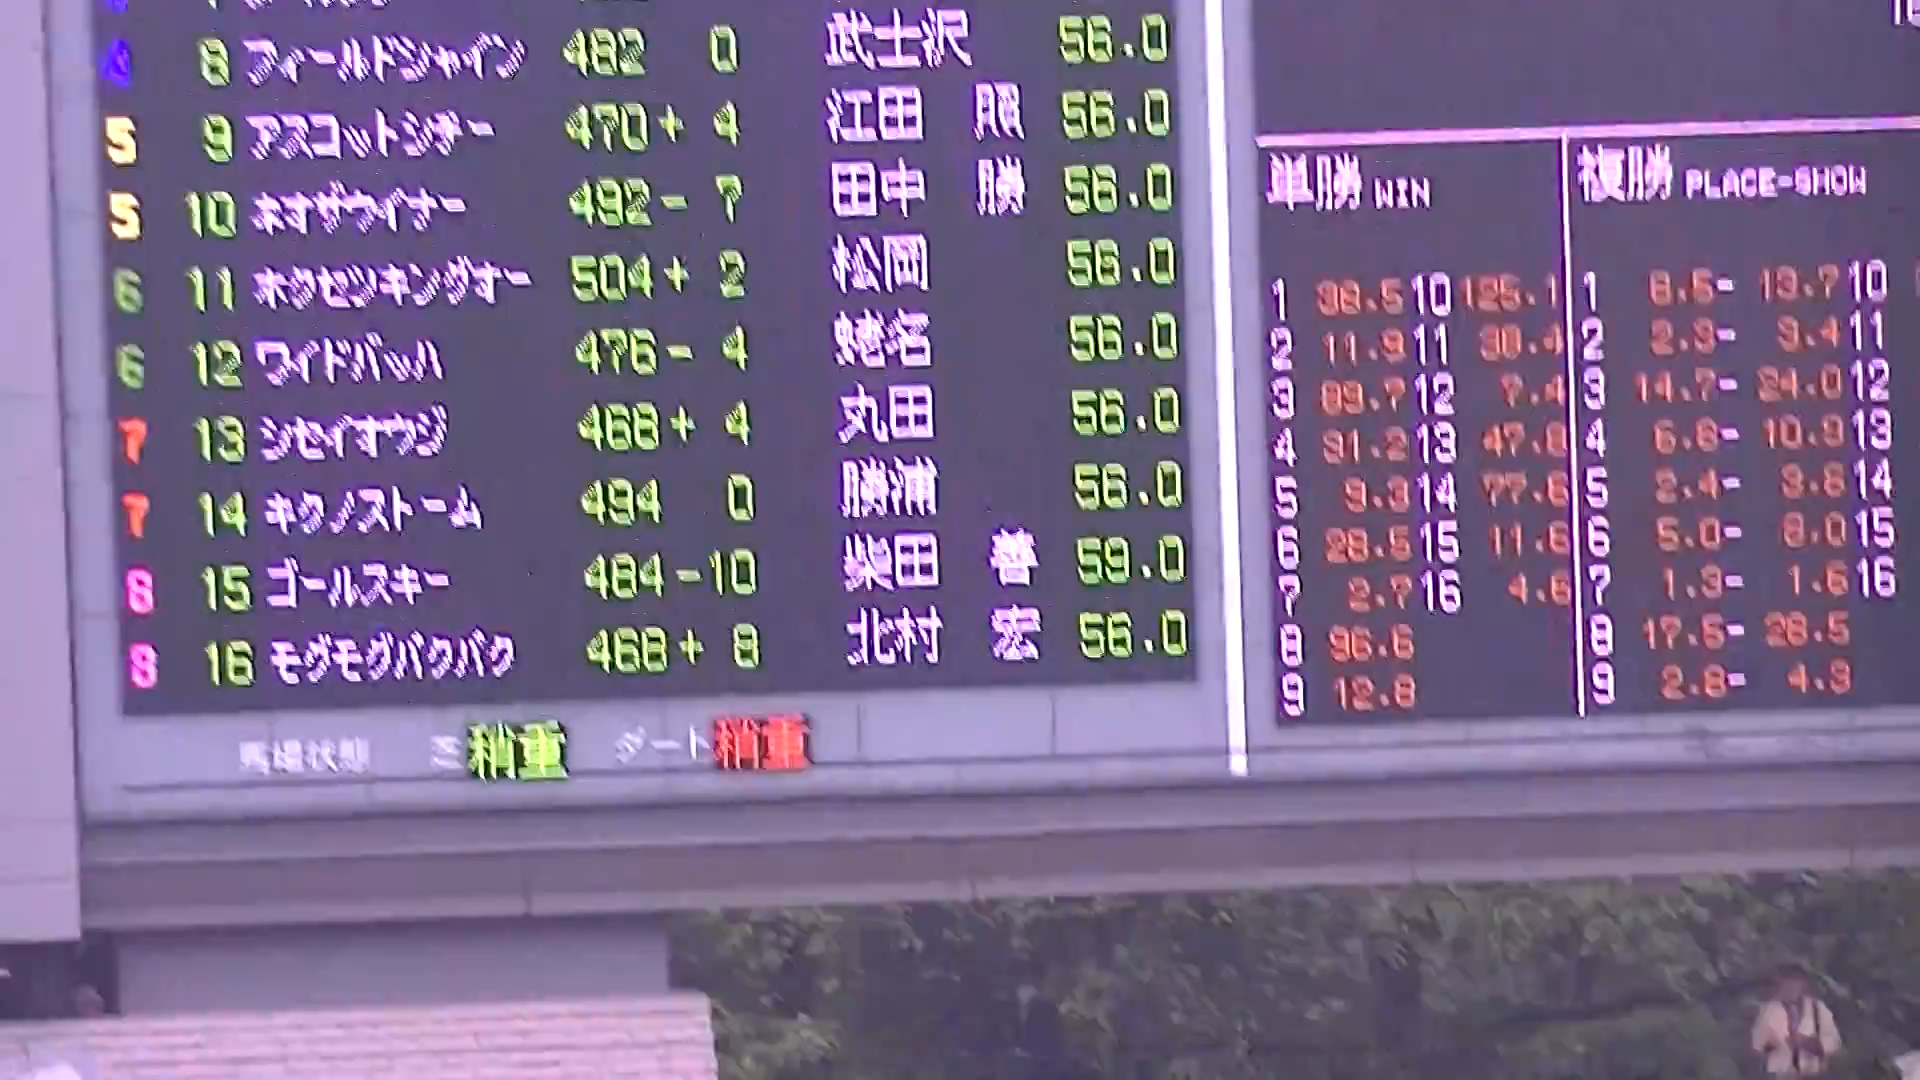 8 フィールドシャイン 482 0 武士沢 56.0
5 9 アスコットシチー 470+ 4 江田 照 56.0
5 10 ネオザウイナー 492- 7 田中 勝 56.0
6 11 ホクセツキングオー 504+ 2 松岡 56.0
6 12 ワイドバッハ 476- 4 蛯名 56.0
7 13 シセイオウジ 468+ 4 丸田 56.0
7 14 キクノストーム 494 0 勝浦 56.0
8 15 ゴールスキー 484-10 柴田 善 59.0
8 16 モグモグパクパク 468+ 8 北村 宏 56.0
馬場状態 芝 稍重 ダート 稍重
単勝 WIN
1 38.5 10 125.1
2 11.9 11 30.4
3 89.7 12 7.4
4 31.2 13 47.8
5 9.3 14 77.6
6 28.5 15 11.6
7 2.7 16 4.6
8 96.6
9 12.8
複勝 PLACE-SHOW
1 8.5- 13.7 10
2 2.3- 3.4 11
3 14.7- 24.0 12
4 6.8- 10.9 13
5 2.4- 3.6 14
6 5.0- 8.0 15
7 1.3- 1.6 16
8 17.5- 28.5
9 2.8- 4.3